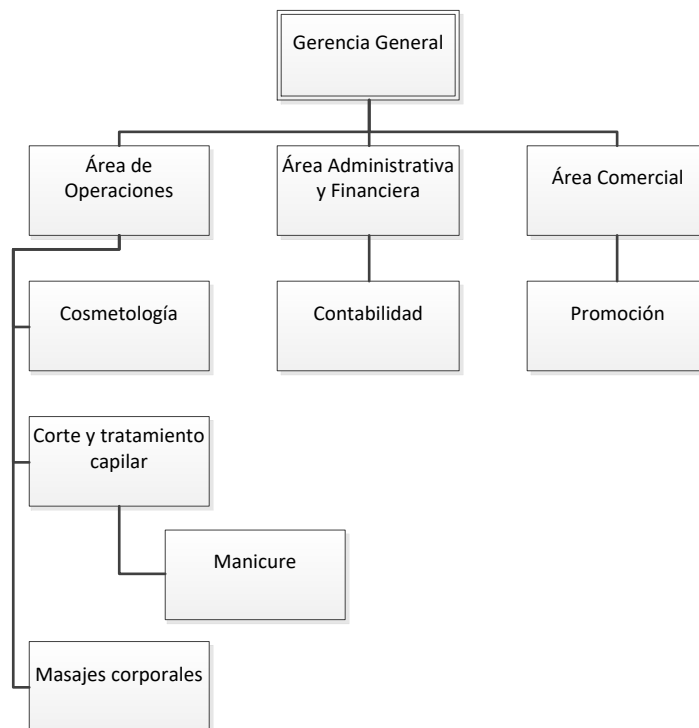 Gerencia General
Área de
Operaciones
Área Administrativa
y Financiera
Área Comercial
Cosmetología
Contabilidad
Promoción
Corte y tratamiento
capilar
Manicure
Masajes corporales